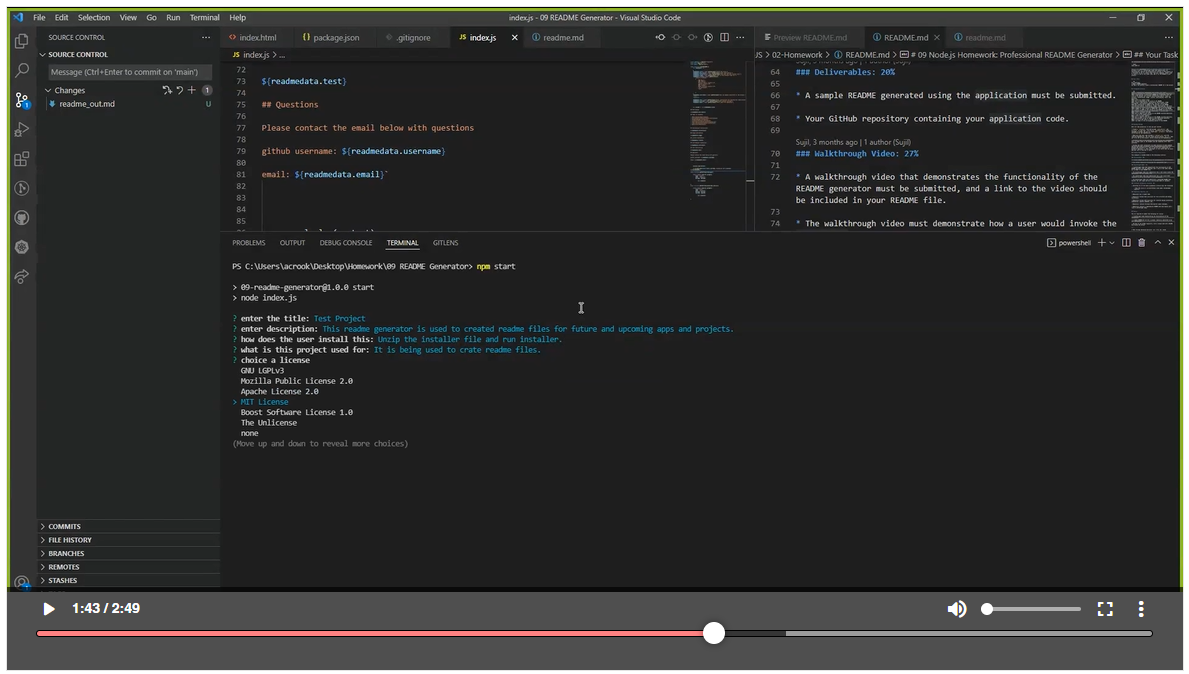 File Edit Selection View Go Run Terminal Help
index.js - 09 README Generator - Visual Studio Code
SOURCE CONTROL
SOURCE CONTROL
Message (Ctrl+Enter to commit on 'main')
Changes 1
readme_out.md U
COMMITS
FILE HISTORY
BRANCHES
REMOTES
STASHES
index.html package.json .gitignore JS index.js readme.md
JS index.js > ...
72
73 ${readmedata.test}
74
75 ## Questions
76
77 Please contact the email below with questions
78
79 github username: ${readmedata.username}
80
81 email: ${readmedata.email}`
82
83
84
85
Preview README.md README.md readme.md
JS > 02-Homework > README.md > # 09 Node.js Homework: Professional README Generator > ## Your Task
Sujil, 3 months ago | 1 author (Sujil)
64 ### Deliverables: 20%
65
66 * A sample README generated using the application must be submitted.
67
68 * Your GitHub repository containing your application code.
69
Sujil, 3 months ago | 1 author (Sujil)
70 ### Walkthrough Video: 27%
71
72 * A walkthrough video that demonstrates the functionality of the
README generator must be submitted, and a link to the video should
be included in your README file.
73
74 * The walkthrough video must demonstrate how a user would invoke the
PROBLEMS OUTPUT DEBUG CONSOLE TERMINAL GITLENS
powershell
PS C:\Users\acrook\Desktop\Homework\09 README Generator> npm start
> 09-readme-generator@1.0.0 start
> node index.js
? enter the title: Test Project
? enter description: This readme generator is used to created readme files for future and upcoming apps and projects.
? how does the user install this: Unzip the installer file and run installer.
? what is this project used for: It is being used to crate readme files.
? choice a license
GNU LGPLv3
Mozilla Public License 2.0
Apache License 2.0
> MIT License
Boost Software License 1.0
The Unlicense
none
(Move up and down to reveal more choices)
1:43 / 2:49